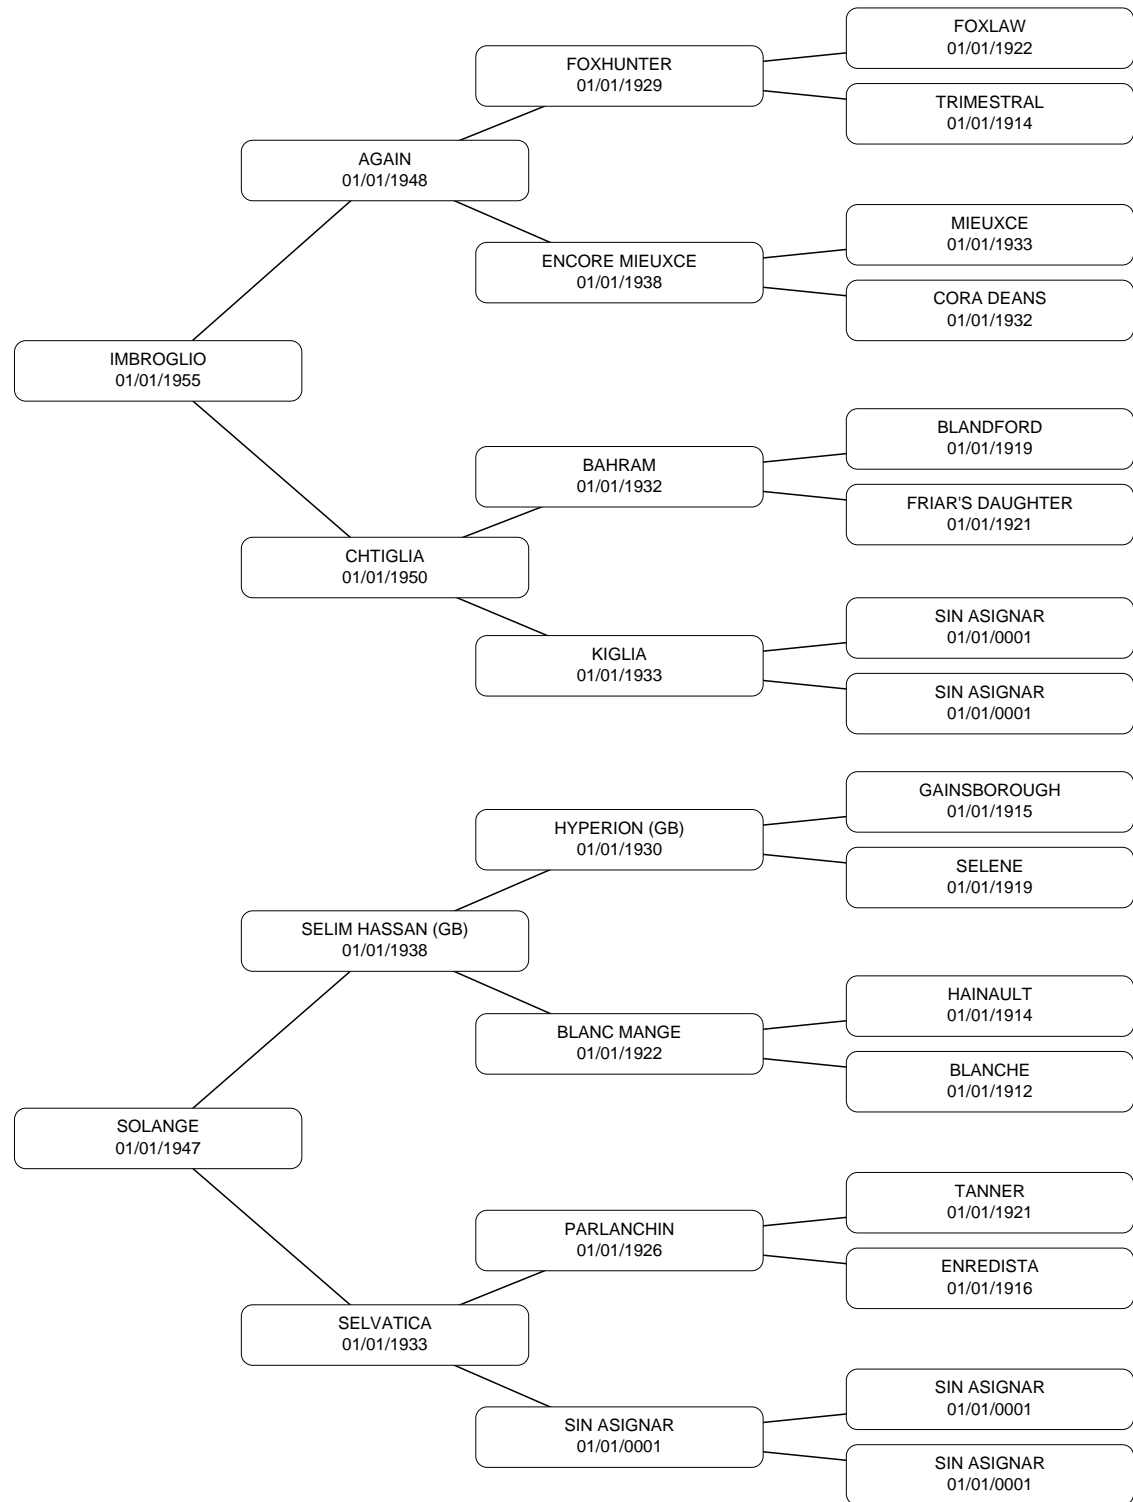 FOXLAW
01/01/1922
FOXHUNTER
01/01/1929
TRIMESTRAL
01/01/1914
AGAIN
01/01/1948
MIEUXCE
01/01/1933
ENCORE MIEUXCE
01/01/1938
CORA DEANS
01/01/1932
IMBROGLIO
01/01/1955
BLANDFORD
01/01/1919
BAHRAM
01/01/1932
FRIAR'S DAUGHTER
01/01/1921
CHTIGLIA
01/01/1950
SIN ASIGNAR
01/01/0001
KIGLIA
01/01/1933
SIN ASIGNAR
01/01/0001
GAINSBOROUGH
01/01/1915
HYPERION (GB)
01/01/1930
SELENE
01/01/1919
SELIM HASSAN (GB)
01/01/1938
HAINAULT
01/01/1914
BLANC MANGE
01/01/1922
BLANCHE
01/01/1912
SOLANGE
01/01/1947
TANNER
01/01/1921
PARLANCHIN
01/01/1926
ENREDISTA
01/01/1916
SELVATICA
01/01/1933
SIN ASIGNAR
01/01/0001
SIN ASIGNAR
01/01/0001
SIN ASIGNAR
01/01/0001